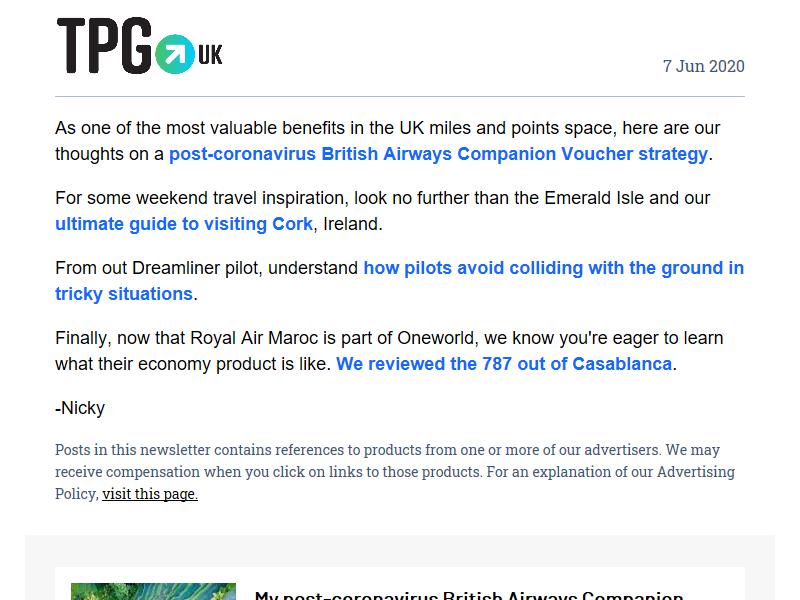 TPG UK
7 Jun 2020
As one of the most valuable benefits in the UK miles and points space, here are our
thoughts on a post-coronavirus British Airways Companion Voucher strategy.
For some weekend travel inspiration, look no further than the Emerald Isle and our
ultimate guide to visiting Cork, Ireland.
From out Dreamliner pilot, understand how pilots avoid colliding with the ground in
tricky situations.
Finally, now that Royal Air Maroc is part of Oneworld, we know you're eager to learn
what their economy product is like. We reviewed the 787 out of Casablanca.
-Nicky
Posts in this newsletter contains references to products from one or more of our advertisers. We may
receive compensation when you click on links to those products. For an explanation of our Advertising
Policy, visit this page.
My post-coronavirus British Airways Companion